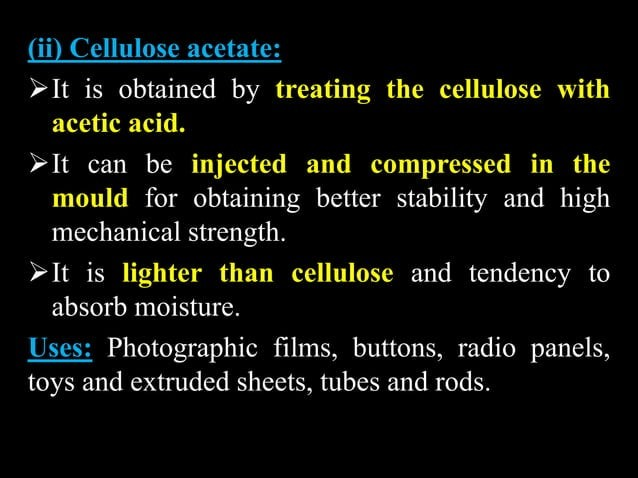 (ii) Cellulose acetate:
➢It is obtained by treating the cellulose with
acetic acid.
➢It can be injected and compressed in the
mould for obtaining better stability and high
mechanical strength.
➢It is lighter than cellulose and tendency to
absorb moisture.
Uses: Photographic films, buttons, radio panels,
toys and extruded sheets, tubes and rods.